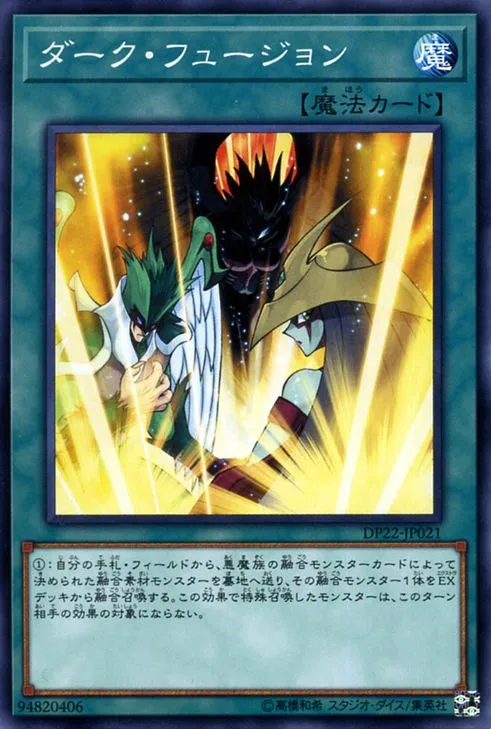 ダーク・フュージョン
魔
【魔法カード】
DP22-JP021
①:自分の手札・フィールドから、悪魔族の融合モンスターカードによって
決められた融合素材モンスターを墓地へ送り、その融合モンスター1体をEX
デッキから融合召喚する。この効果で特殊召喚したモンスターは、このターン
相手の効果の対象にならない。
94820406
©高橋和希 スタジオ・ダイス/集英社